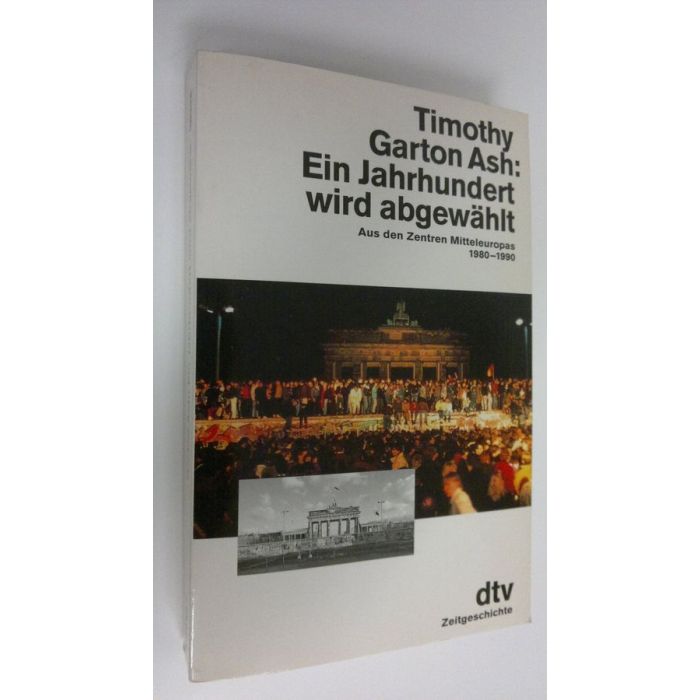 Timothy
Garton Ash:
Ein Jahrhundert
wird abgewählt
Aus den Zentren Mitteleuropas
1980–1990
dtv
Zeitgeschichte